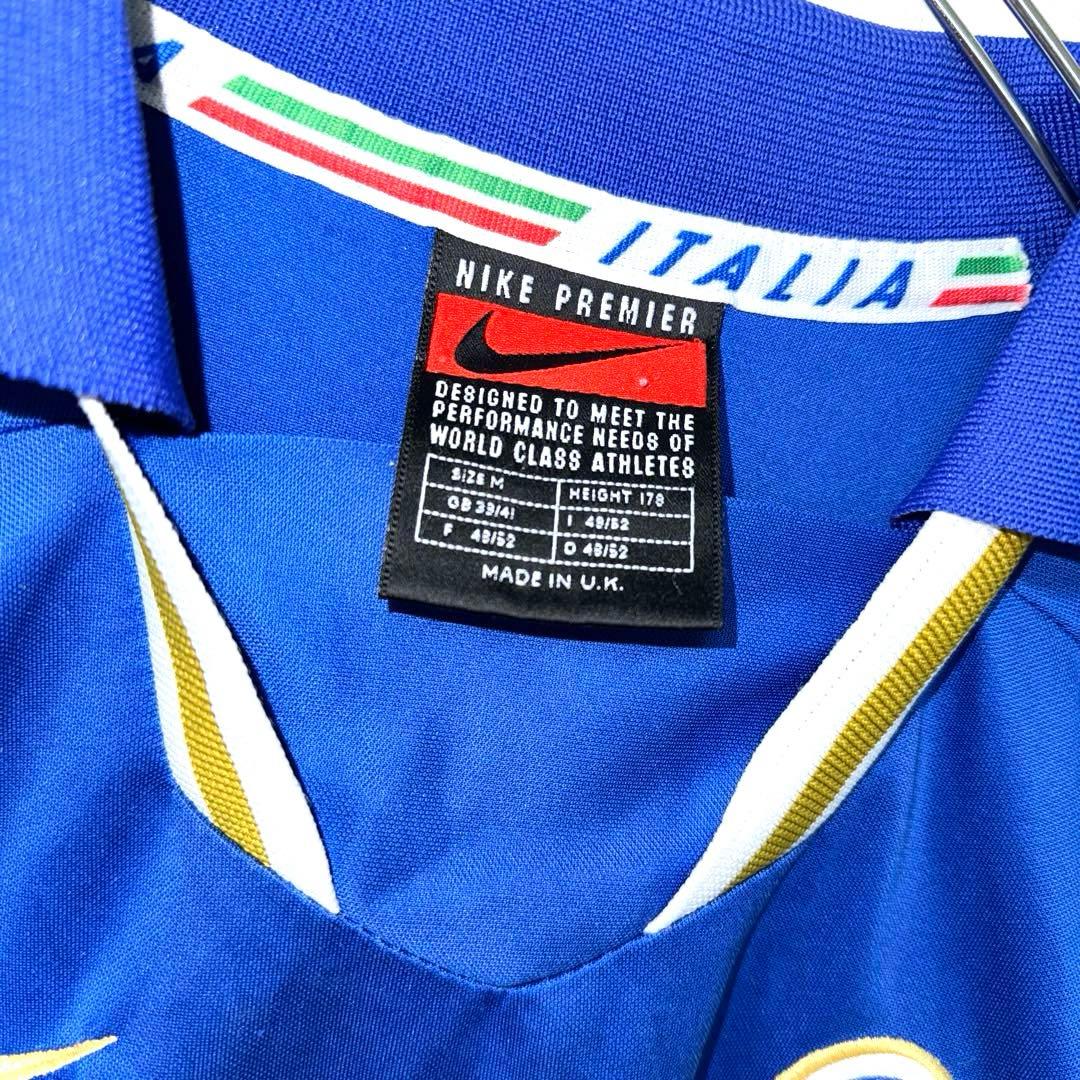 ITALIA
NIKE PREMIER
DESIGNED TO MEET THE
PERFORMANCE NEEDS OF
WORLD CLASS ATHLETES
SIZE M HEIGHT 178
GB 39/41 I 49/52
F 48/52 D 48/52
MADE IN U.K.